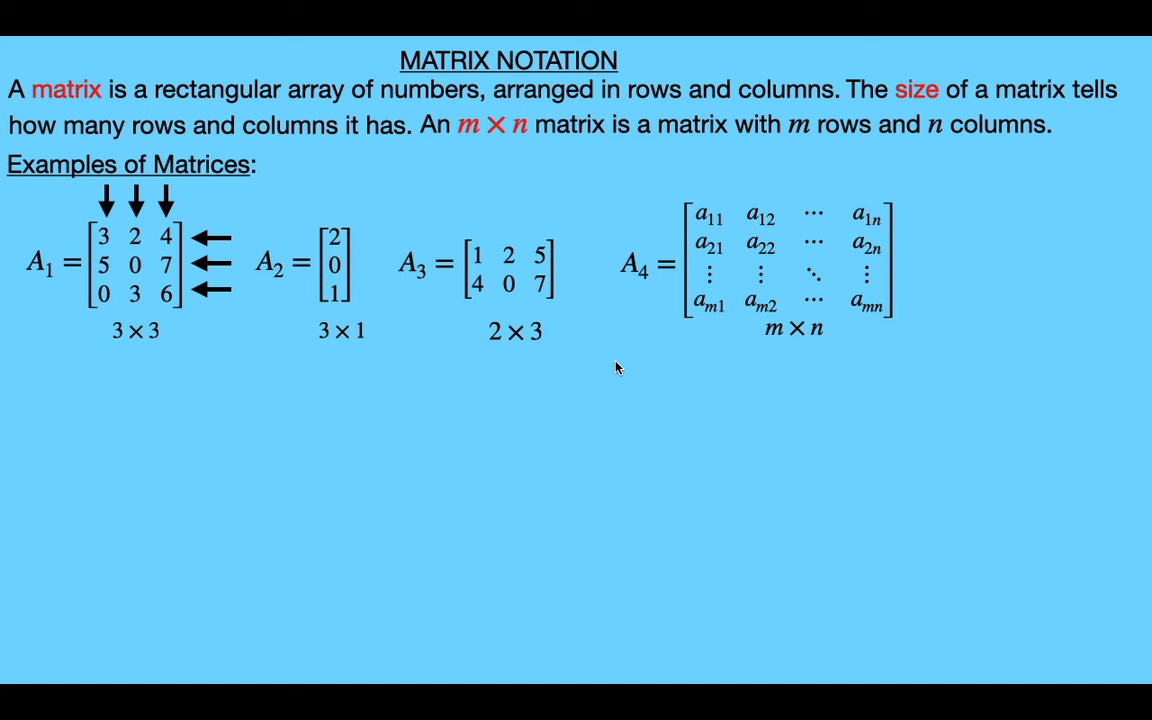 MATRIX NOTATION
A matrix is a rectangular array of numbers, arranged in rows and columns. The size of a matrix tells
how many rows and columns it has. An m × n matrix is a matrix with m rows and n columns.
Examples of Matrices:
A₁ = [3 2 4; 5 0 7; 0 3 6] A₂ = [2; 0; 1] A₃ = [1 2 5; 4 0 7] A₄ = [a₁₁ a₁₂ ⋯ a₁ₙ; a₂₁ a₂₂ ⋯ a₂ₙ; ⋮ ⋮ ⋱ ⋮; aₘ₁ aₘ₂ ⋯ aₘₙ]
3 × 3 3 × 1 2 × 3 m × n